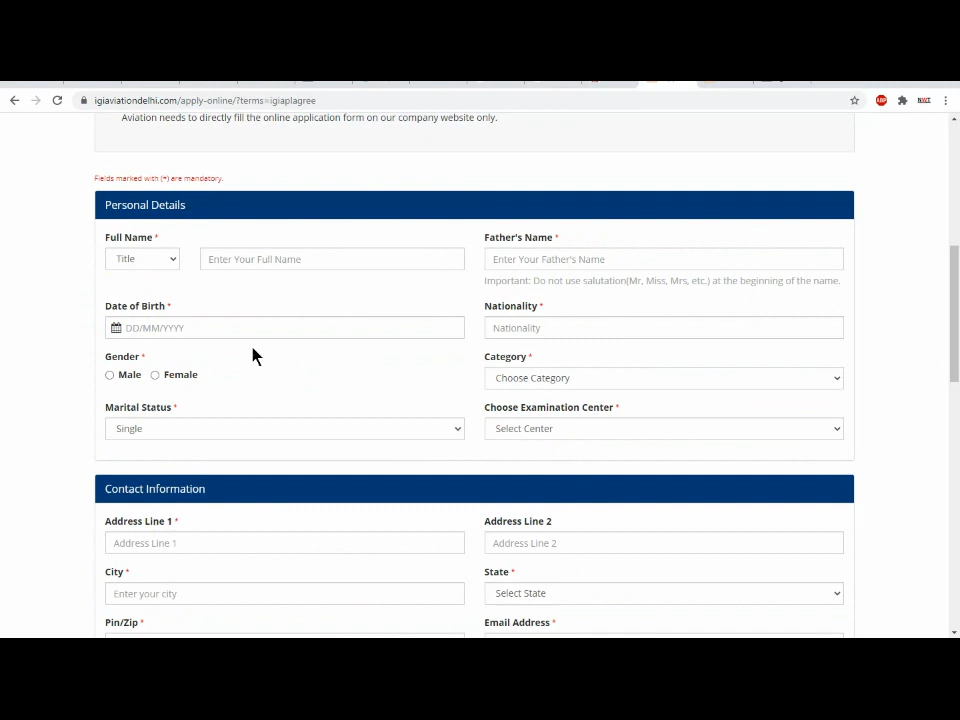 igiaviationdelhi.com/apply-online/?terms=igiaplagree
ABP
Aviation needs to directly fill the online application form on our company website only.
Fields marked with (*) are mandatory.
Personal Details
Full Name * Father's Name *
Title Enter Your Full Name Enter Your Father's Name
Important: Do not use salutation(Mr, Miss, Mrs, etc.) at the beginning of the name.
Date of Birth * Nationality *
DD/MM/YYYY Nationality
Gender * Category *
Male Female Choose Category
Marital Status * Choose Examination Center *
Single Select Center
Contact Information
Address Line 1 * Address Line 2
Address Line 1 Address Line 2
City * State *
Enter your city Select State
Pin/Zip * Email Address *